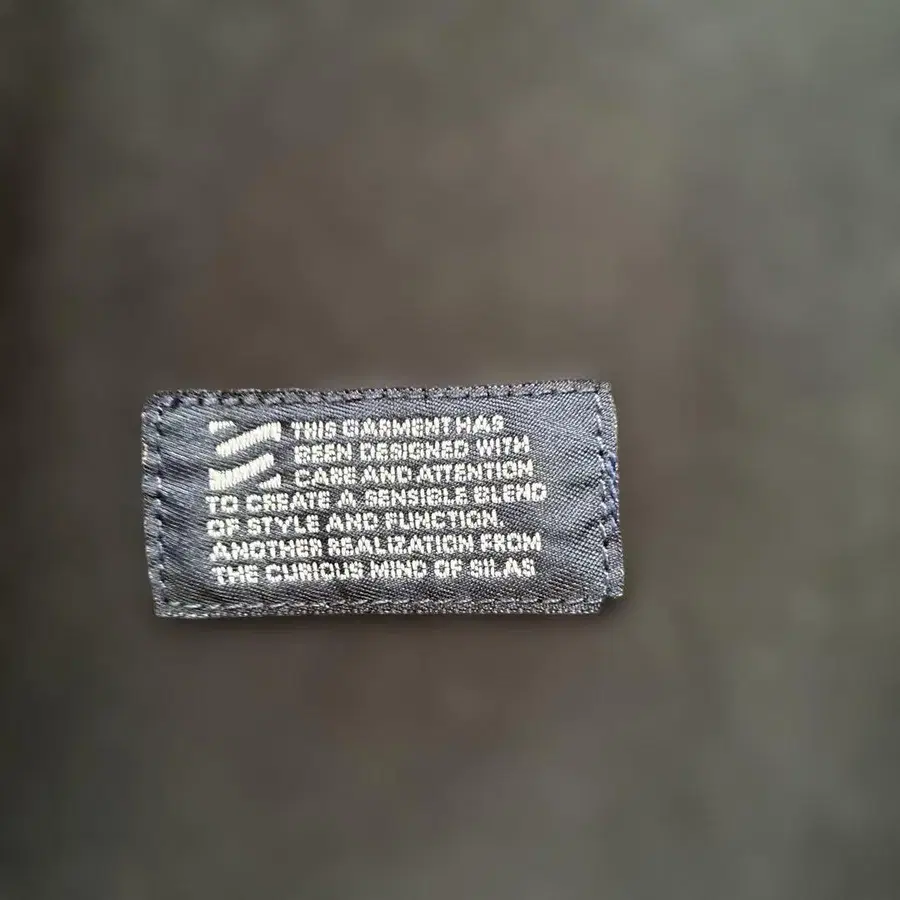 THIS GARMENT HAS
BEEN DESIGNED WITH
CARE AND ATTENTION
TO CREATE A SENSIBLE BLEND
OF STYLE AND FUNCTION.
ANOTHER REALIZATION FROM
THE CURIOUS MIND OF SILAS